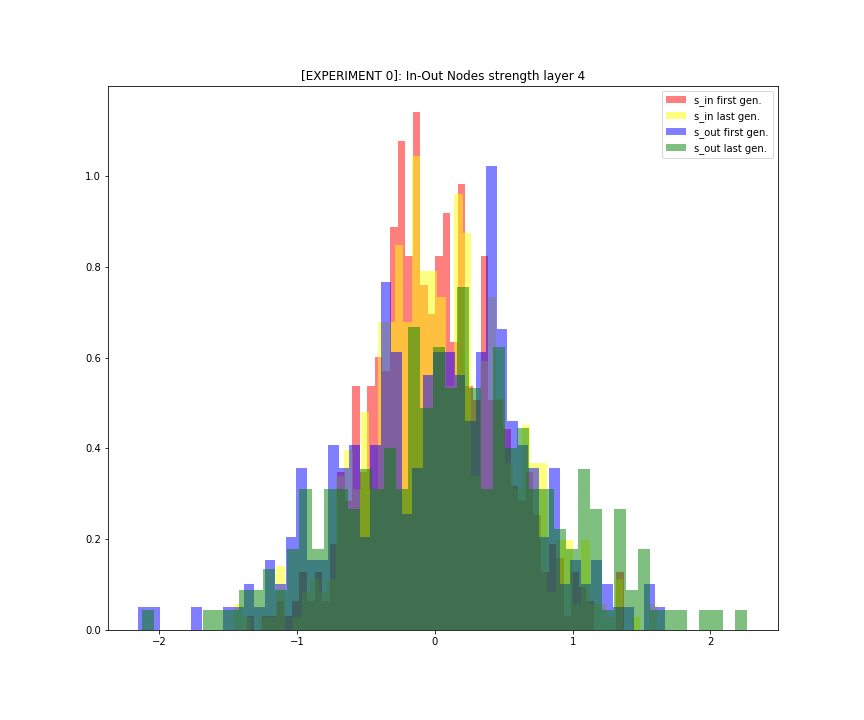 [EXPERIMENT 0]: In-Out Nodes strength layer 4
s_in first gen.
s_in last gen.
s_out first gen.
s_out last gen.
1.0
0.8
0.6
0.4
0.2
0.0
−2 −1 0 1 2